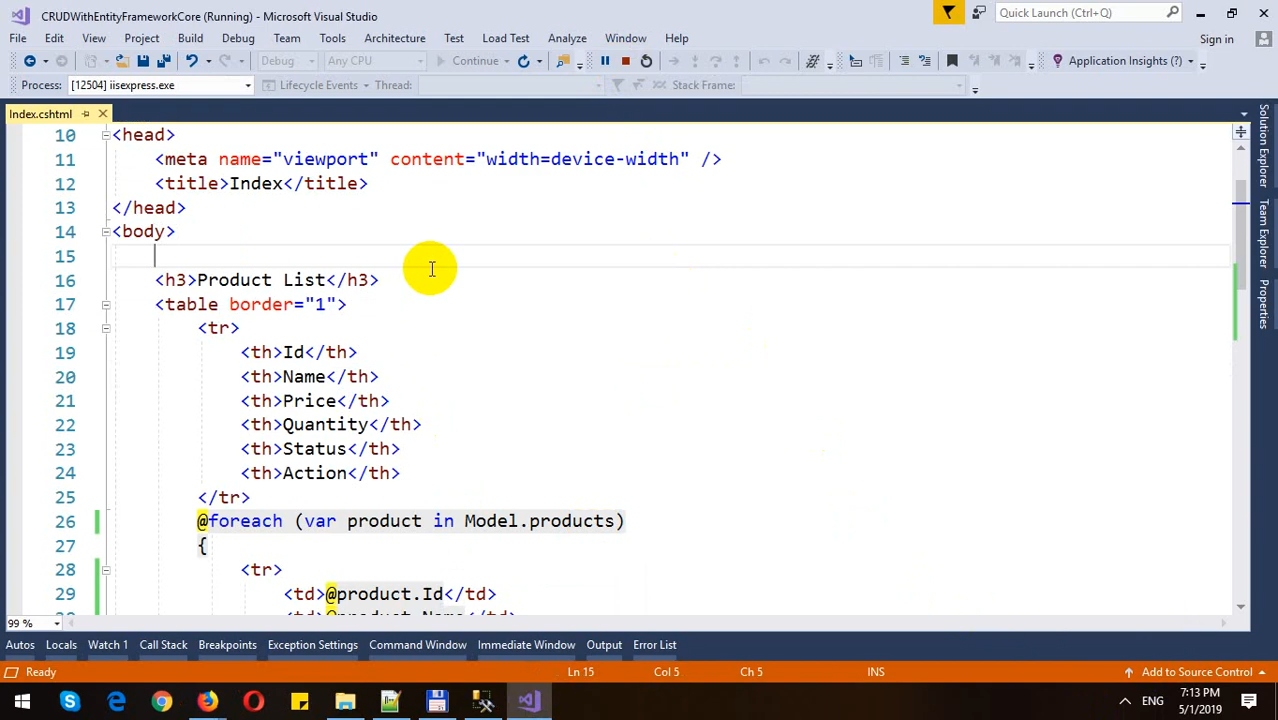 CRUDWithEntityFrameworkCore (Running) - Microsoft Visual Studio
Quick Launch (Ctrl+Q)
File Edit View Project Build Debug Team Tools Architecture Test Load Test Analyze Window Help
Sign in
Debug Any CPU Continue Application Insights (?)
Process: [12504] iisexpress.exe Lifecycle Events Thread: Stack Frame:
Index.cshtml
10 <head>
11 <meta name="viewport" content="width=device-width" />
12 <title>Index</title>
13 </head>
14 <body>
15
16 <h3>Product List</h3>
17 <table border="1">
18 <tr>
19 <th>Id</th>
20 <th>Name</th>
21 <th>Price</th>
22 <th>Quantity</th>
23 <th>Status</th>
24 <th>Action</th>
25 </tr>
26 @foreach (var product in Model.products)
27 {
28 <tr>
29 <td>@product.Id</td>
<td>@product.Name</td>
Solution Explorer
Team Explorer
Properties
99 %
Autos Locals Watch 1 Call Stack Breakpoints Exception Settings Command Window Immediate Window Output Error List
Ready Ln 15 Col 5 Ch 5 INS Add to Source Control
ENG
7:13 PM
5/1/2019